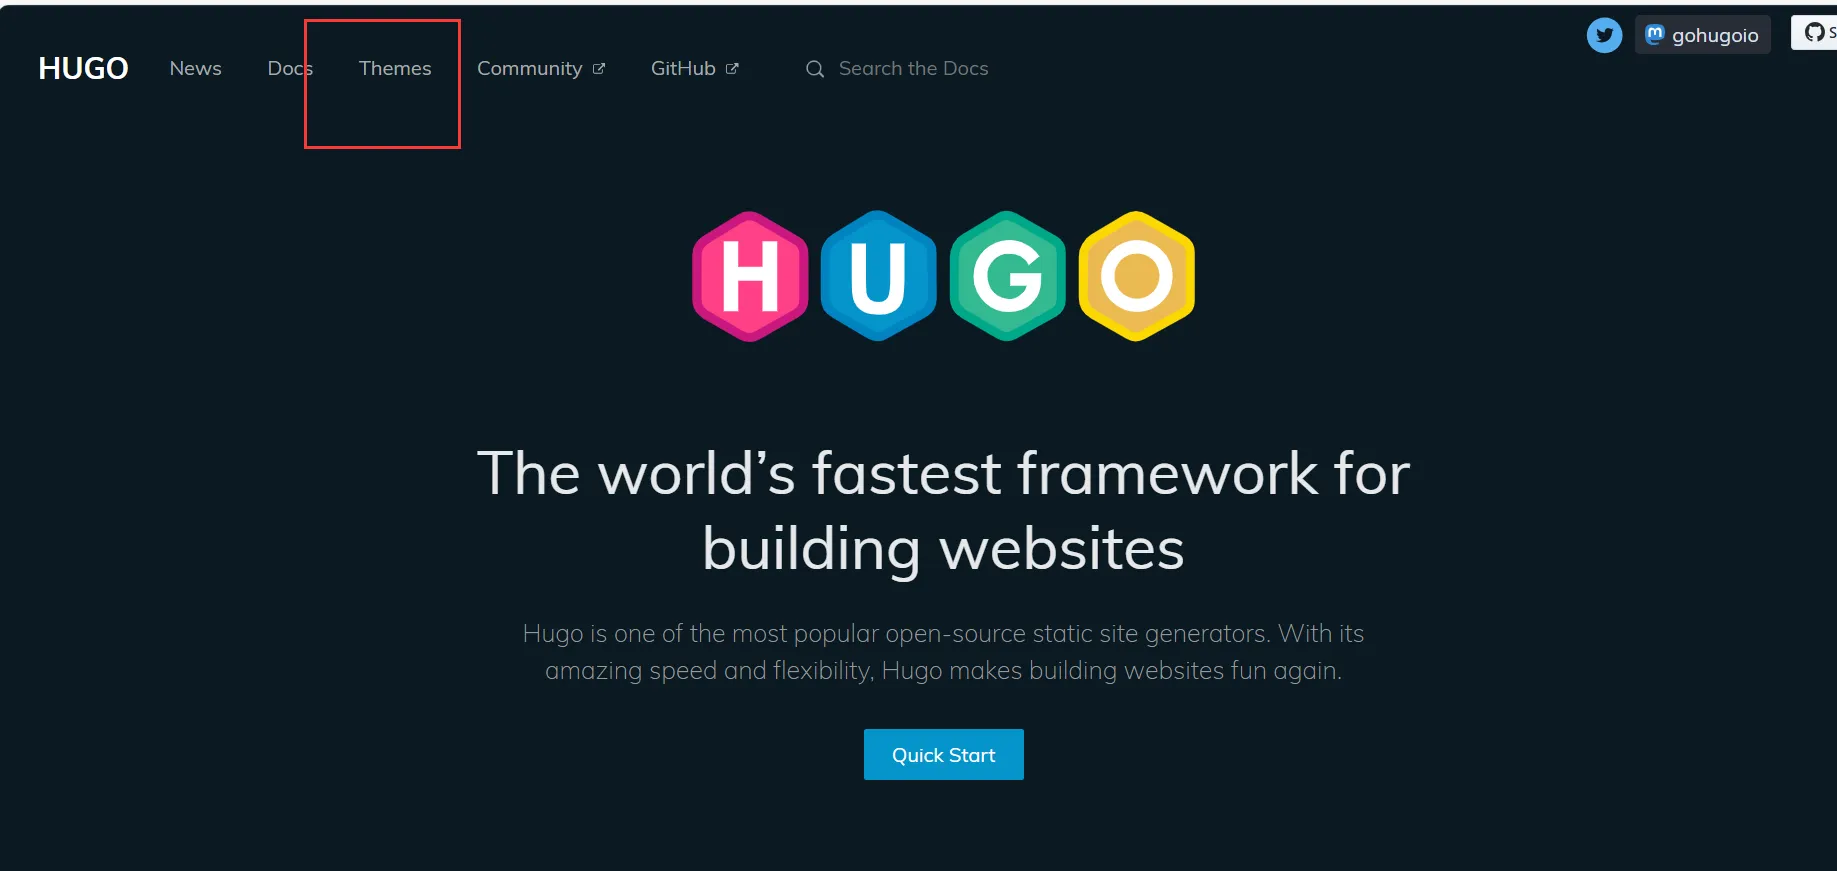 HUGO News Docs Themes Community GitHub Search the Docs
gohugoio S
HUGO
The world’s fastest framework for
building websites
Hugo is one of the most popular open-source static site generators. With its
amazing speed and flexibility, Hugo makes building websites fun again.
Quick Start